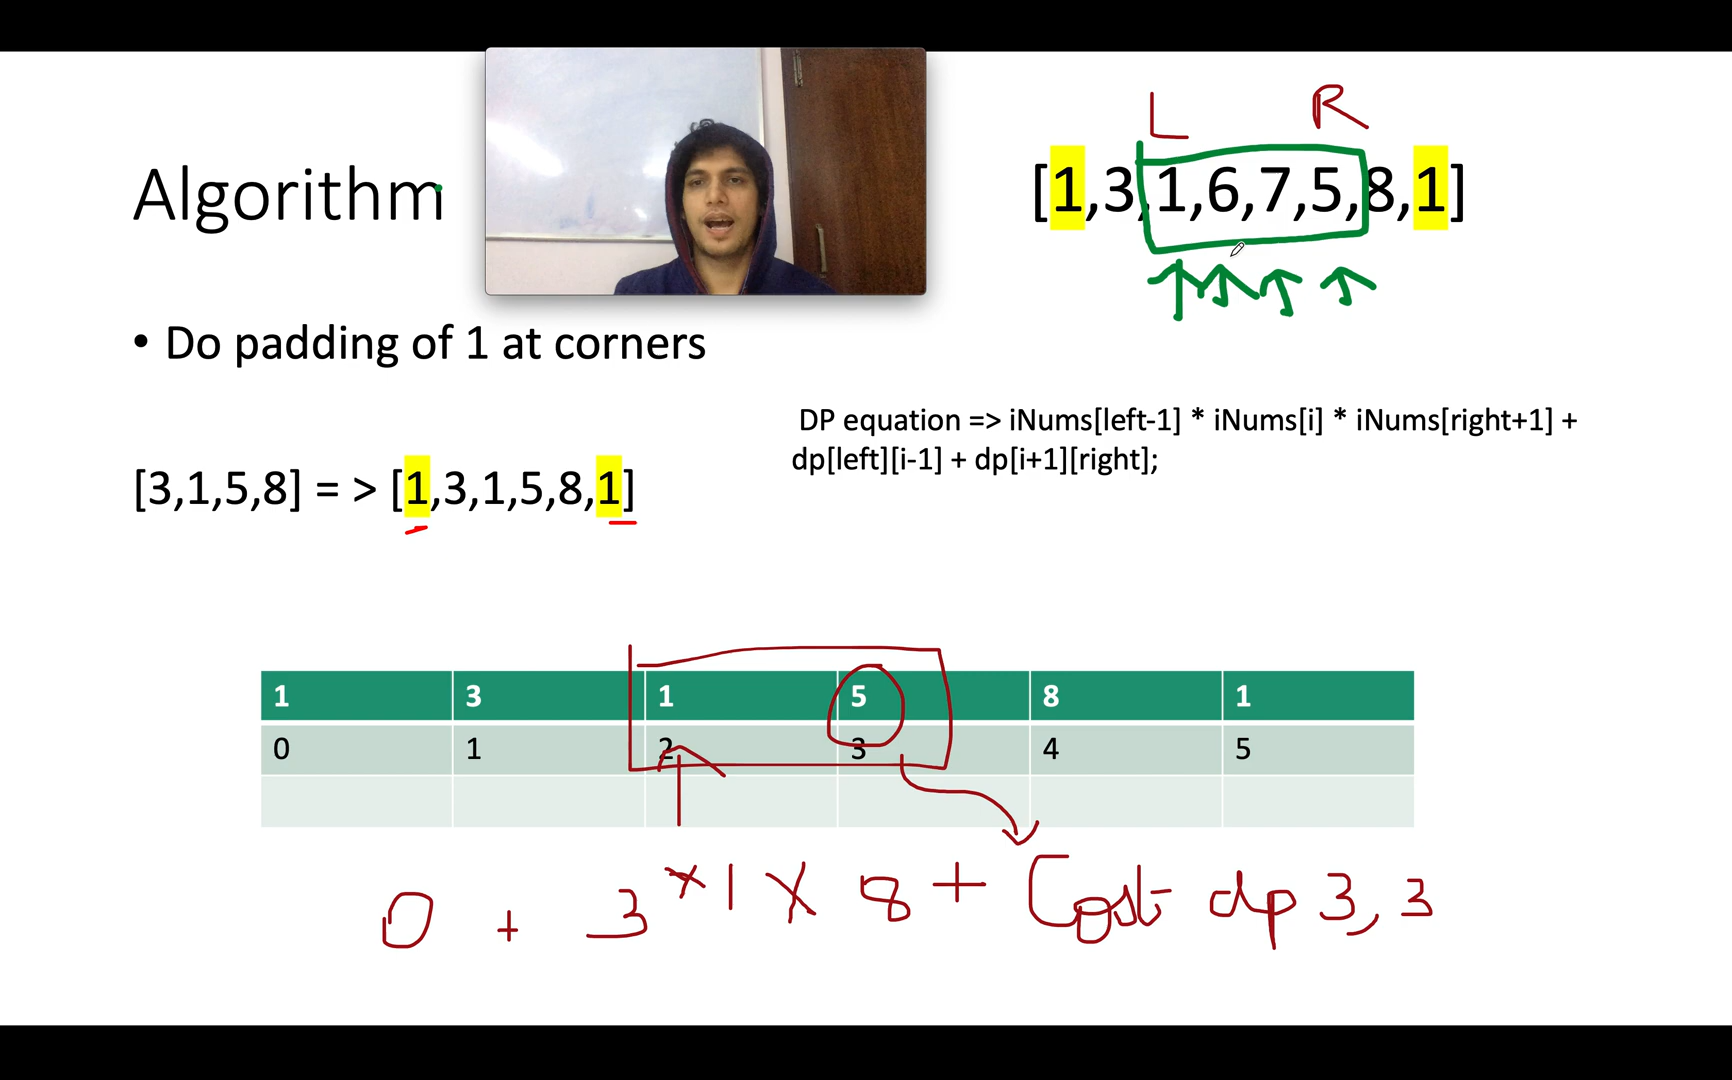 L R
[1,3,1,6,7,5,8,1]
Algorithm
• Do padding of 1 at corners
DP equation => iNums[left-1] * iNums[i] * iNums[right+1] +
dp[left][i-1] + dp[i+1][right];
[3,1,5,8] = > [1,3,1,5,8,1]
1 3 1 5 8 1
0 1 2 3 4 5
0 + 3 * 1 X 8 + Cost dp 3, 3